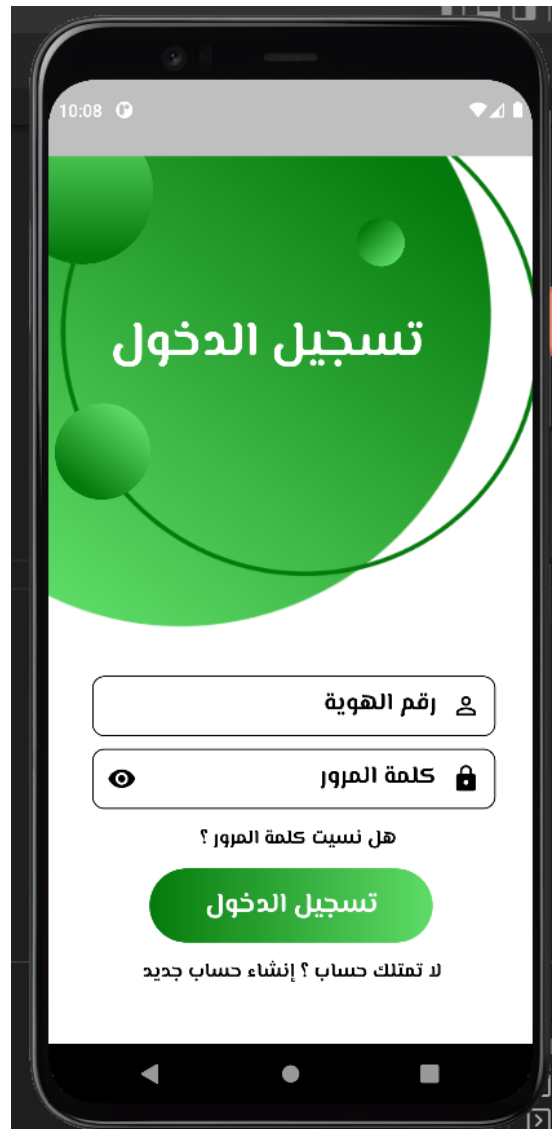 10:08
تسجيل الدخول
رقم الهوية
كلمة المرور
هل نسيت كلمة المرور ؟
تسجيل الدخول
لا تمتلك حساب ؟ إنشاء حساب جديد